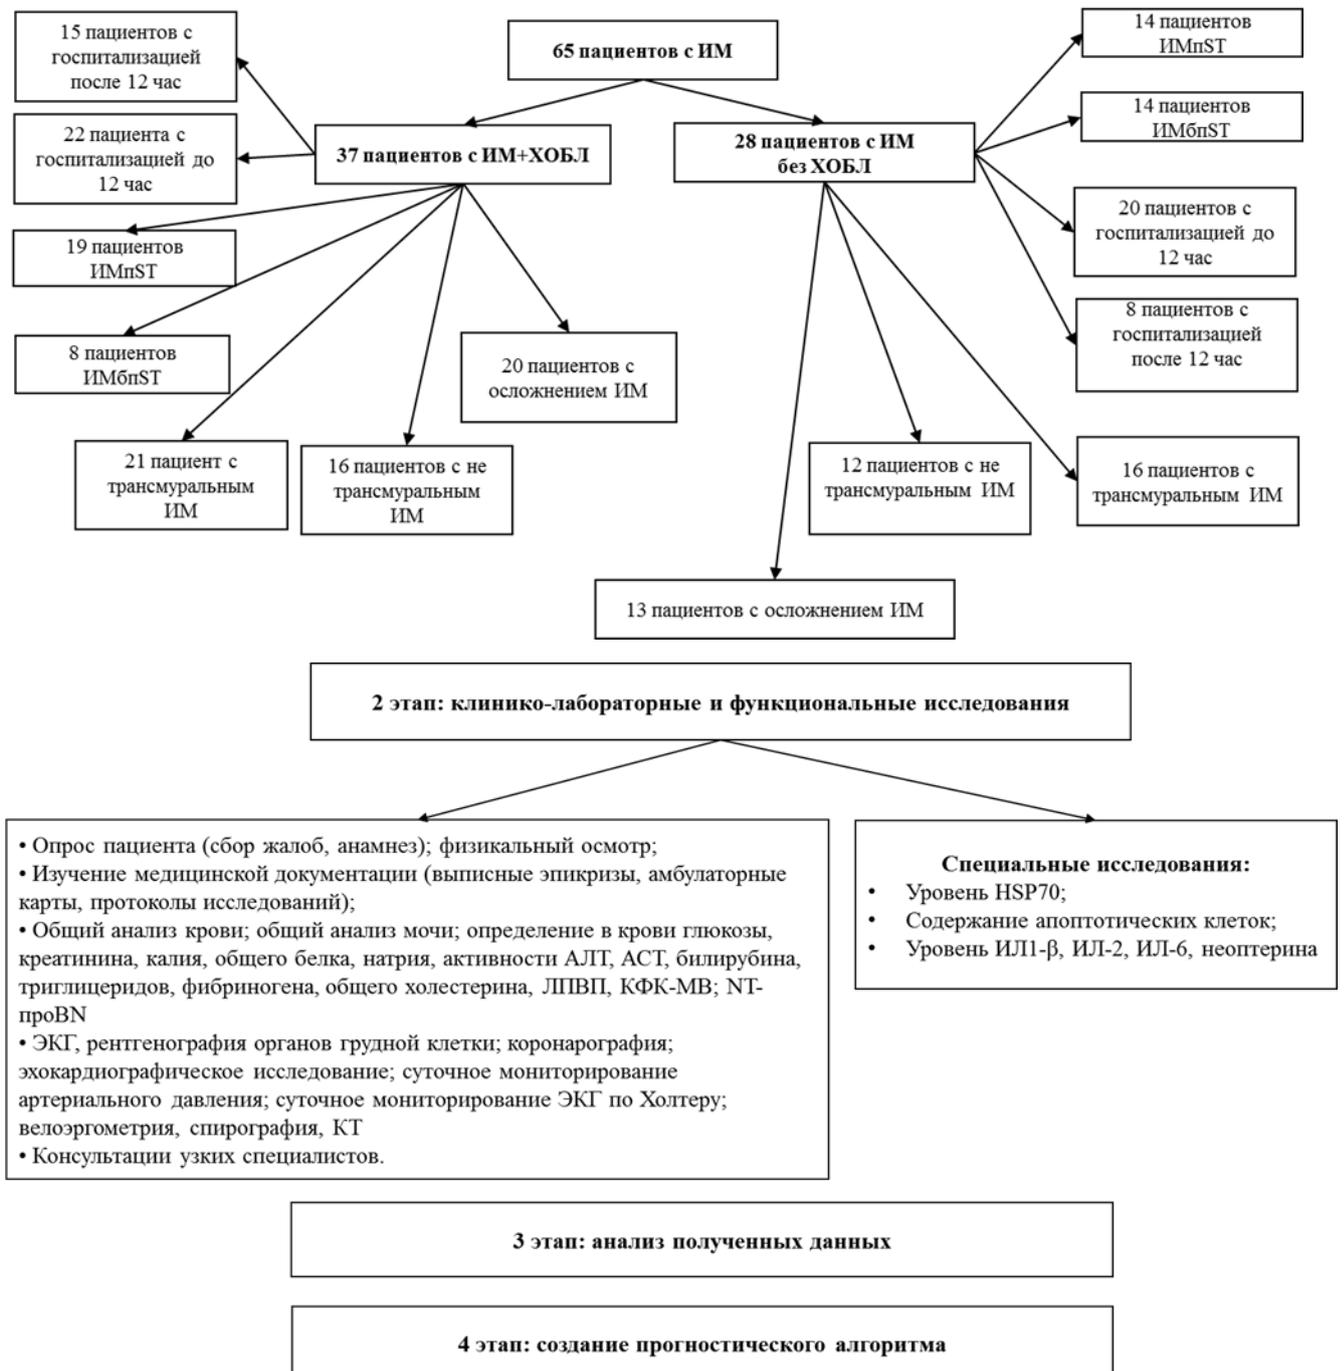 65 пациентов с ИМ
37 пациентов с ИМ+ХОБЛ
28 пациентов с ИМ
без ХОБЛ
15 пациентов с
госпитализацией
после 12 час
22 пациента с
госпитализацией до
12 час
19 пациентов
ИМпST
8 пациентов
ИМбпST
21 пациент с
трансмуральным
ИМ
16 пациентов с не
трансмуральным
ИМ
20 пациентов с
осложнением ИМ
14 пациентов
ИМпST
14 пациентов
ИМбпST
20 пациентов с
госпитализацией до
12 час
8 пациентов с
госпитализацией
после 12 час
12 пациентов с не
трансмуральным ИМ
16 пациентов с
трансмуральным ИМ
13 пациентов с осложнением ИМ
2 этап: клинико-лабораторные и функциональные исследования
• Опрос пациента (сбор жалоб, анамнез); физикальный осмотр;
• Изучение медицинской документации (выписные эпикризы, амбулаторные
карты, протоколы исследований);
• Общий анализ крови; общий анализ мочи; определение в крови глюкозы,
креатинина, калия, общего белка, натрия, активности АЛТ, АСТ, билирубина,
триглицеридов, фибриногена, общего холестерина, ЛПВП, КФК-МВ; NT-
проBN
• ЭКГ, рентгенография органов грудной клетки; коронарография;
эхокардиографическое исследование; суточное мониторирование
артериального давления; суточное мониторирование ЭКГ по Холтеру;
велоэргометрия, спирография, КТ
• Консультации узких специалистов.
Специальные исследования:
• Уровень HSP70;
• Содержание апоптотических клеток;
• Уровень ИЛ1-β, ИЛ-2, ИЛ-6, неоптерина
3 этап: анализ полученных данных
4 этап: создание прогностического алгоритма